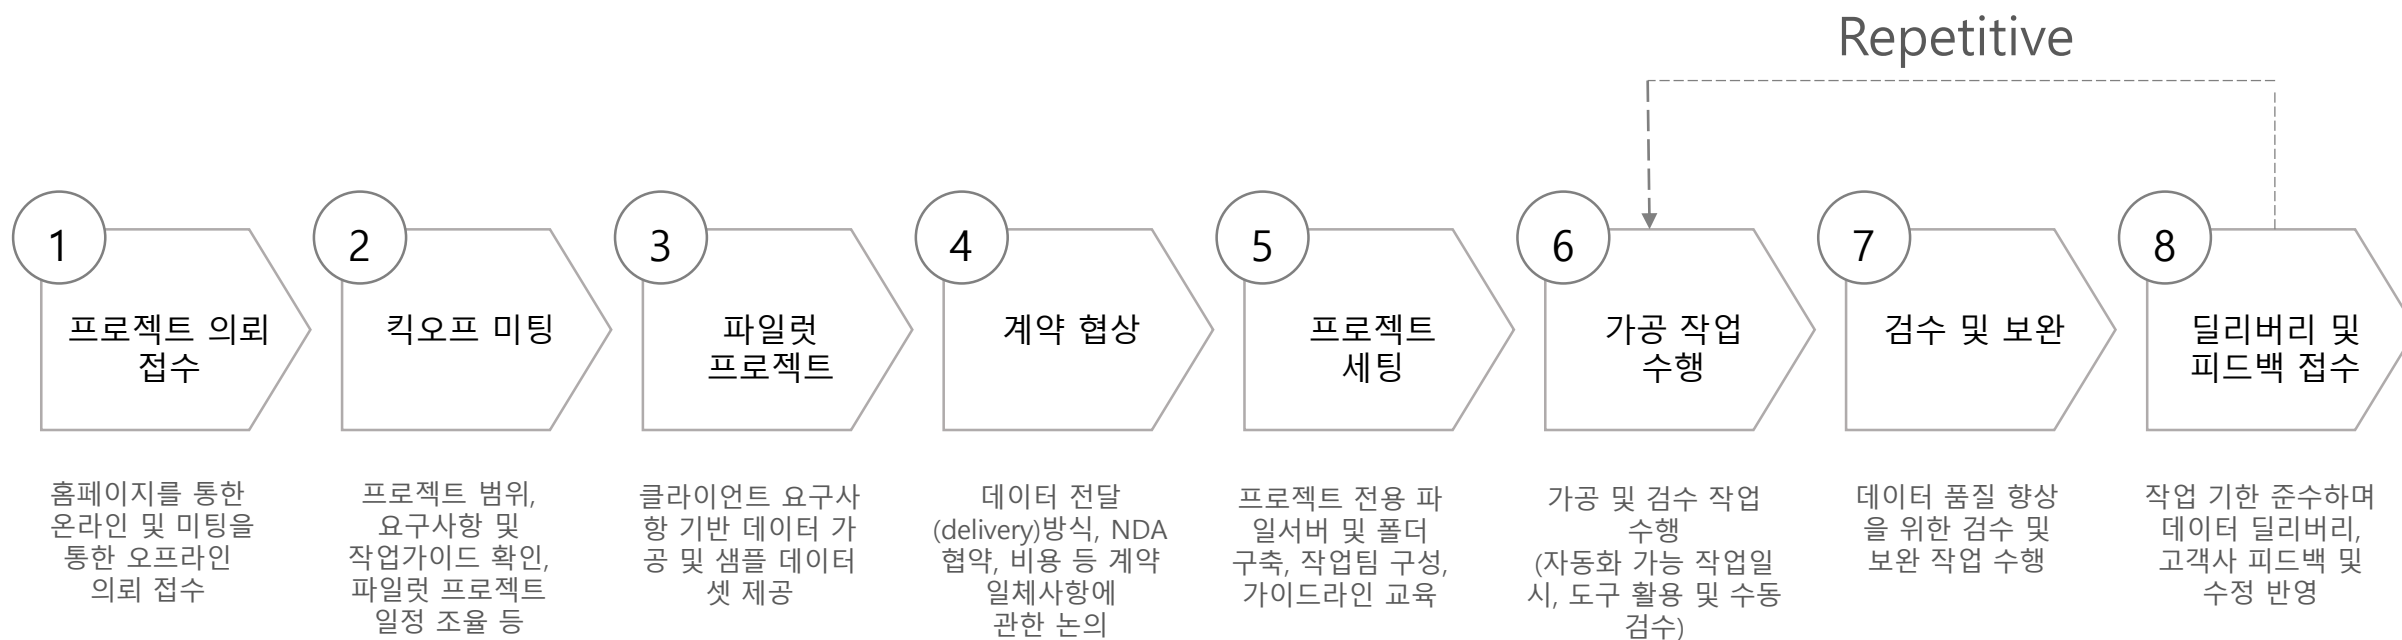 Repetitive
1
프로젝트 의뢰
접수
홈페이지를 통한
온라인 및 미팅을
통한 오프라인
의뢰 접수
2
킥오프 미팅
프로젝트 범위,
요구사항 및
작업가이드 확인,
파일럿 프로젝트
일정 조율 등
3
파일럿
프로젝트
클라이언트 요구사
항 기반 데이터 가
공 및 샘플 데이터
셋 제공
4
계약 협상
데이터 전달
(delivery)방식, NDA
협약, 비용 등 계약
일체사항에
관한 논의
5
프로젝트
세팅
프로젝트 전용 파
일서버 및 폴더
구축, 작업팀 구성,
가이드라인 교육
6
가공 작업
수행
가공 및 검수 작업
수행
(자동화 가능 작업일
시, 도구 활용 및 수동
검수)
7
검수 및 보완
데이터 품질 향상
을 위한 검수 및
보완 작업 수행
8
딜리버리 및
피드백 접수
작업 기한 준수하며
데이터 딜리버리,
고객사 피드백 및
수정 반영